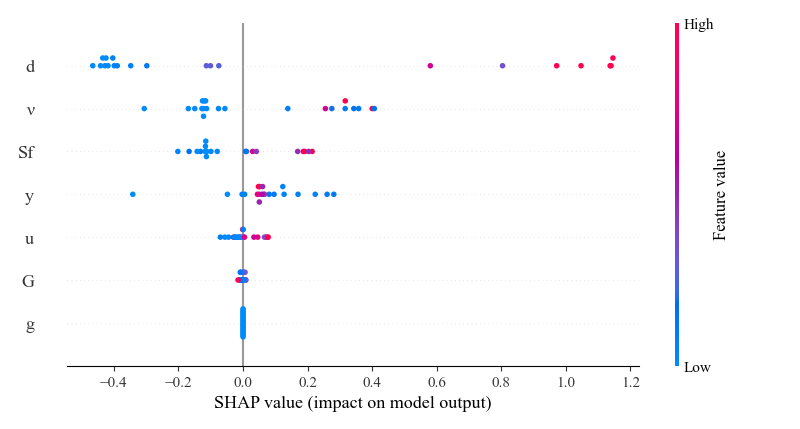 High
d
ν
Sf
y
u
G
g
Feature value
Low
−0.4 −0.2 0.0 0.2 0.4 0.6 0.8 1.0 1.2
SHAP value (impact on model output)